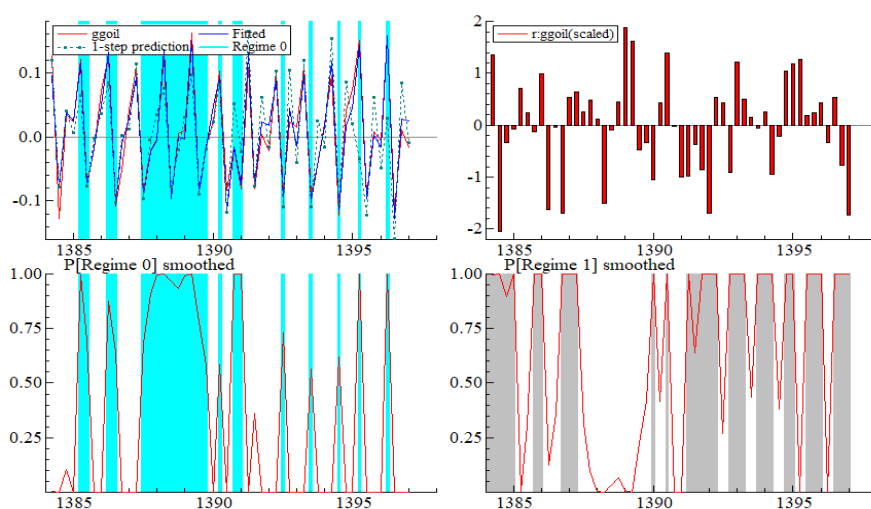 ggoil Fitted
1-step prediction Regime 0
0.1
0.0
-0.1
1385 1390 1395
r:ggoil(scaled)
2
1
0
-1
-2
1385 1390 1395
P[Regime 0] smoothed
1.00
0.75
0.50
0.25
1385 1390 1395
P[Regime 1] smoothed
1.00
0.75
0.50
0.25
1385 1390 1395